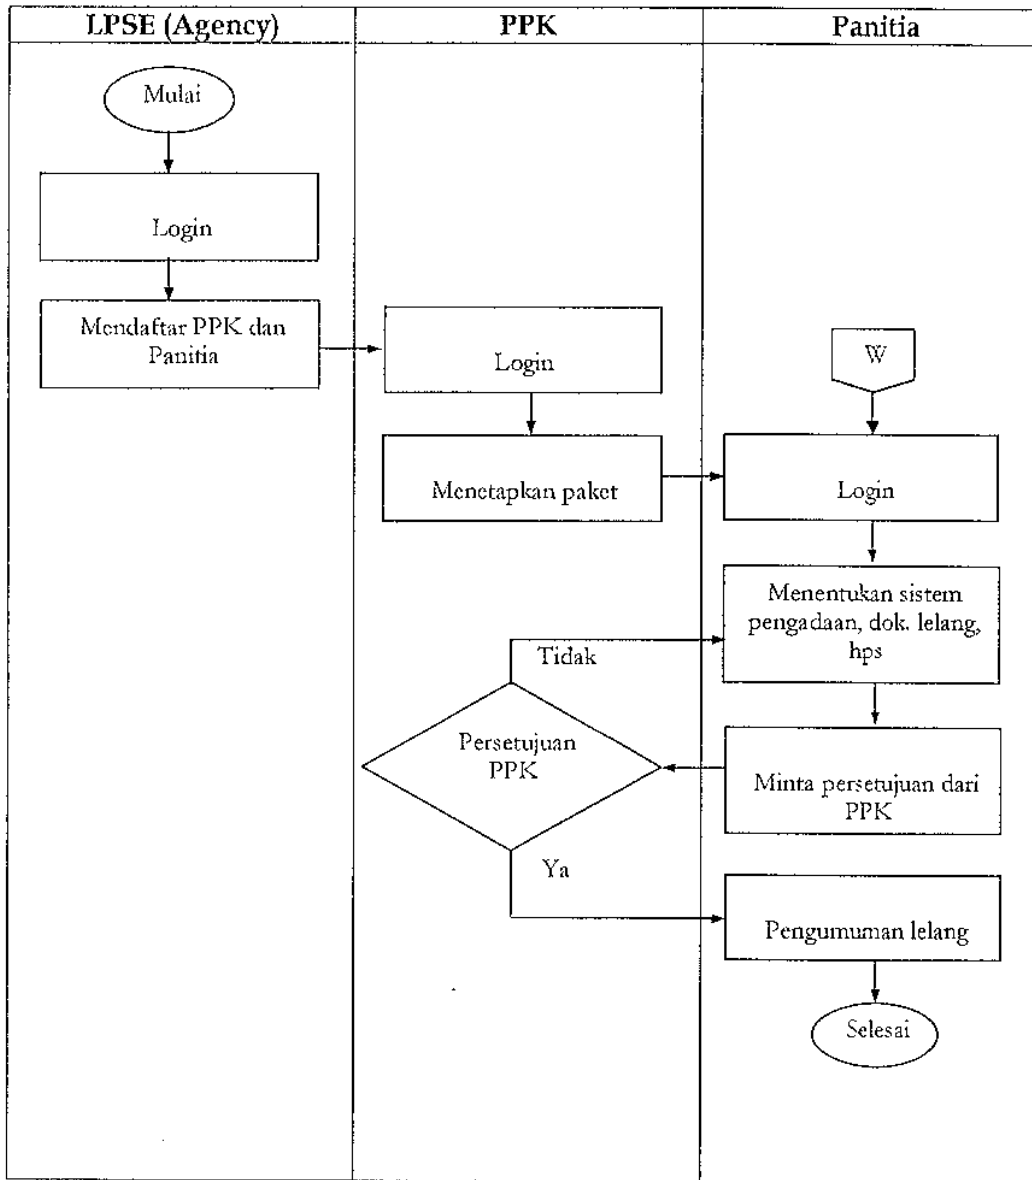 LPSE (Agency)
PPK
Panitia
Mulai
Login
Mendaftar PPK dan
Panitia
Login
Menetapkan paket
W
Login
Menentukan sistem
pengadaan, dok. lelang,
hps
Tidak
Persetujuan
PPK
Minta persetujuan dari
PPK
Ya
Pengumuman lelang
Selesai